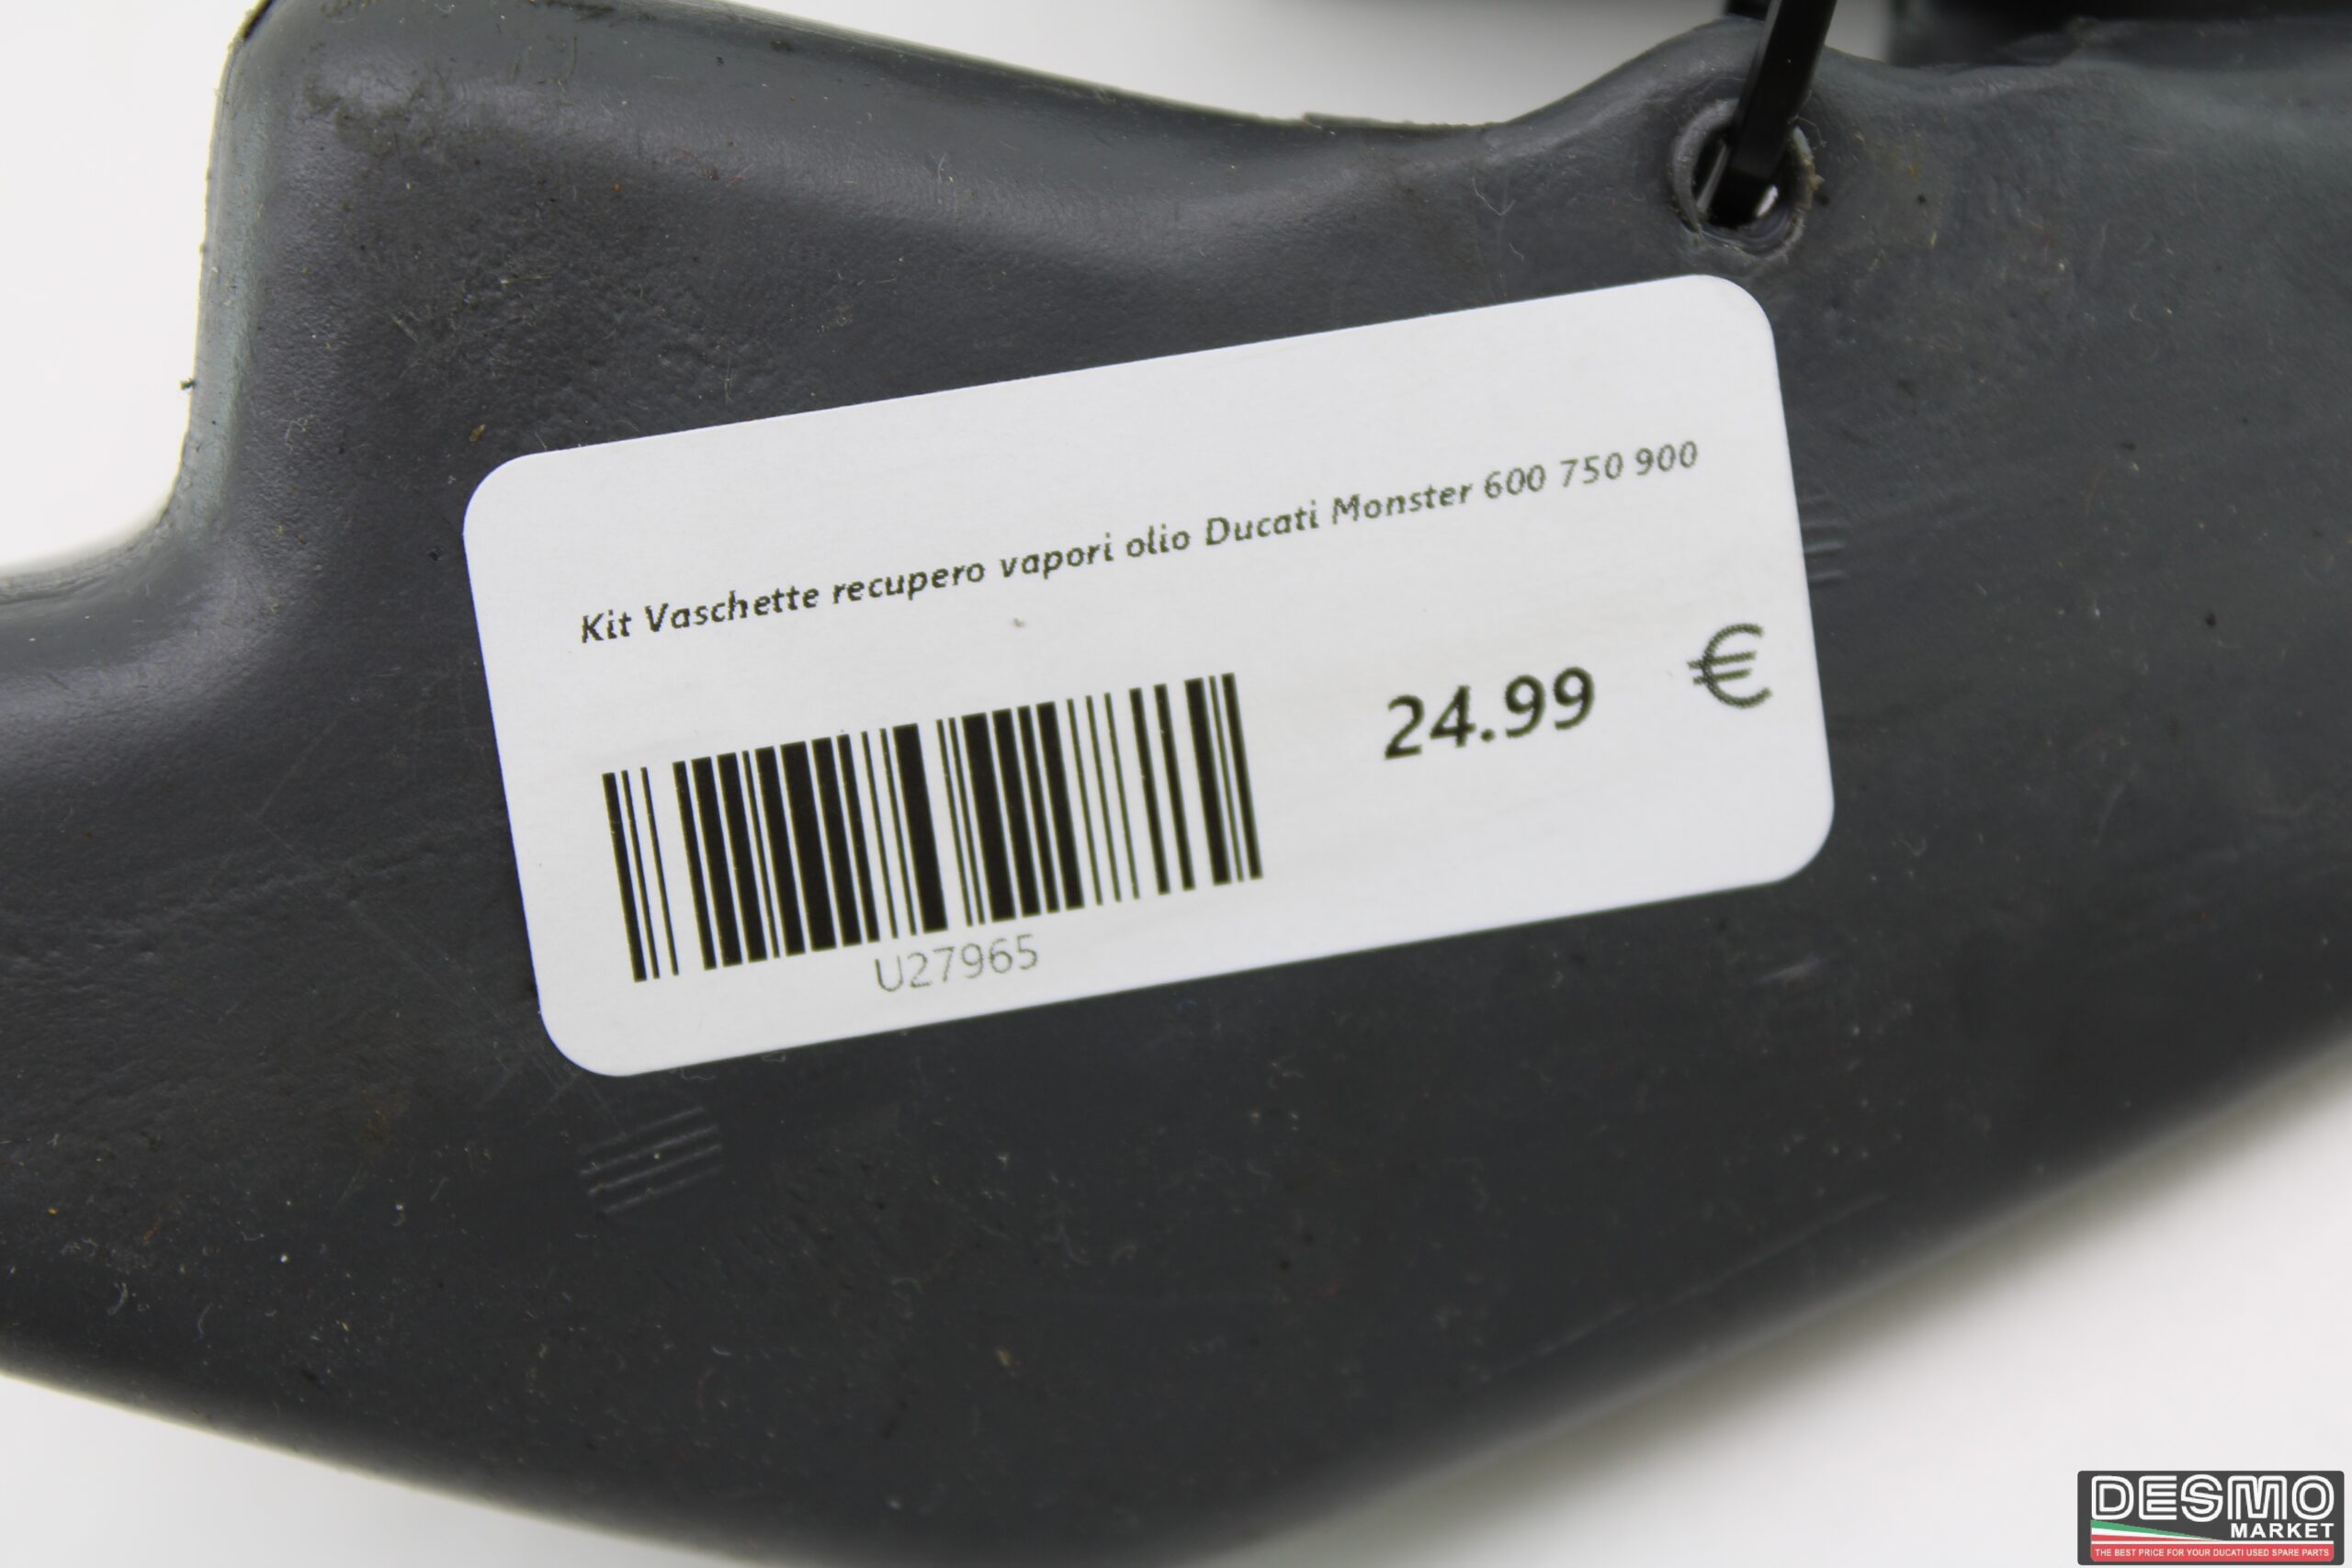 Kit Vaschette recupero vapori olio Ducati Monster 600 750 900
24.99 €
U27965
DESMO
MARKET
THE BEST PRICE FOR YOUR DUCATI USED SPARE PARTS